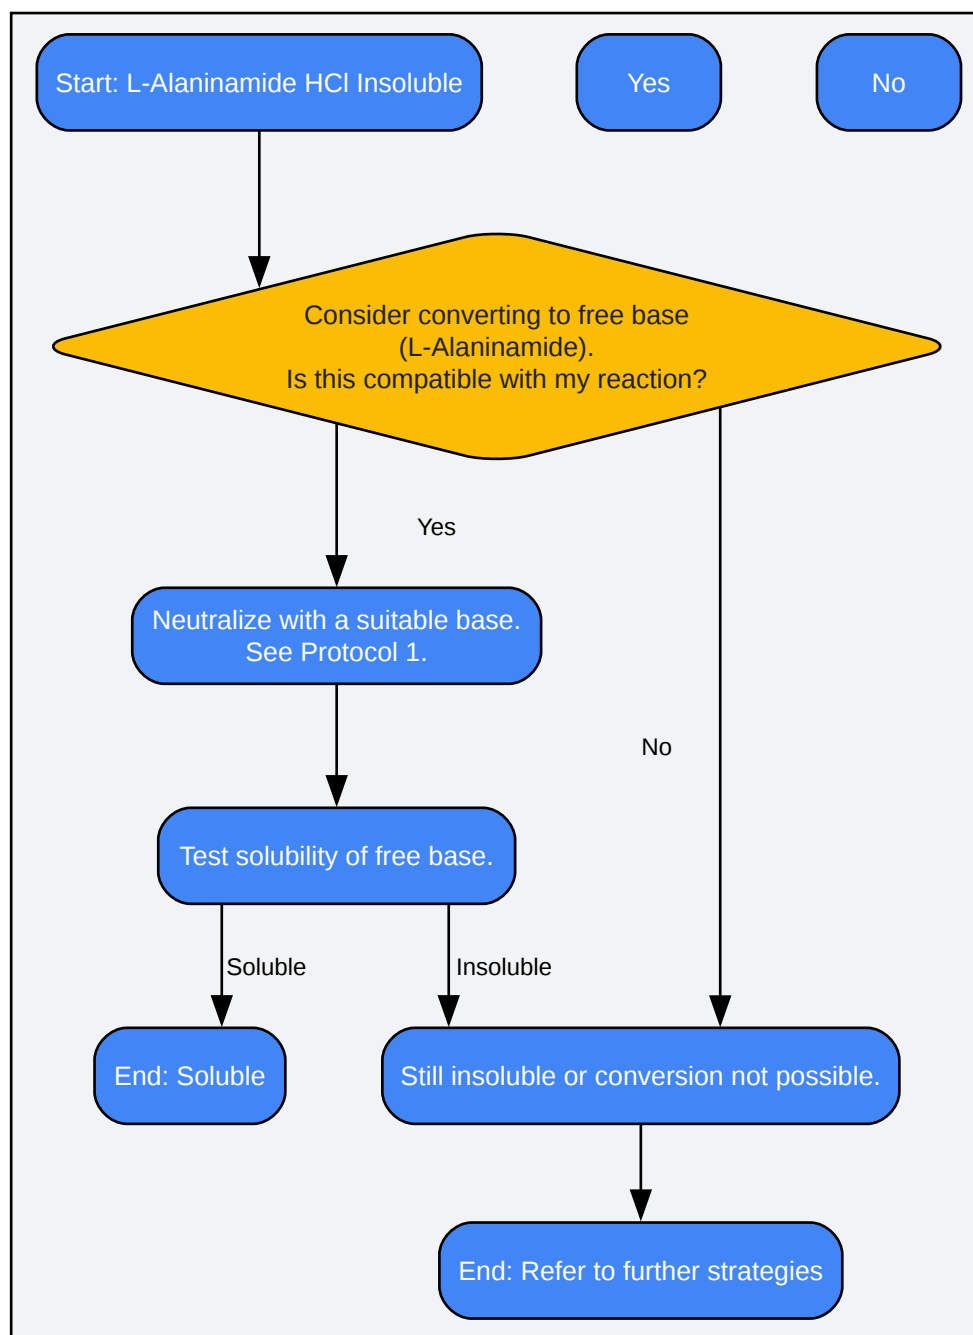 Start: L-Alaninamide HCl Insoluble
Yes
No
Consider converting to free base
(L-Alaninamide).
Is this compatible with my reaction?
Yes
Neutralize with a suitable base.
See Protocol 1.
No
Test solubility of free base.
Soluble
Insoluble
End: Soluble
Still insoluble or conversion not possible.
End: Refer to further strategies